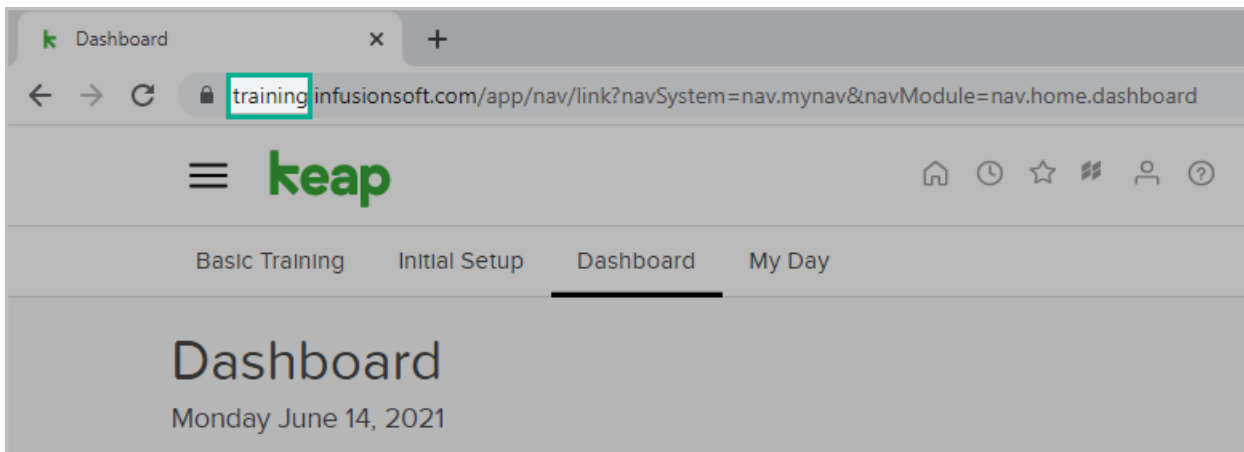 Dashboard
training.infusionsoft.com/app/nav/link?navSystem=nav.mynav&navModule=nav.home.dashboard
keap
Basic Training Initial Setup Dashboard My Day
Dashboard
Monday June 14, 2021